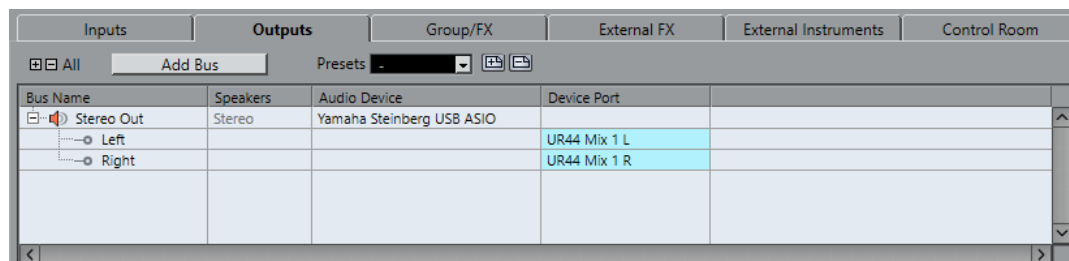 Inputs Outputs Group/FX External FX External Instruments Control Room
All Add Bus Presets -
Bus Name Speakers Audio Device Device Port
Stereo Out Stereo Yamaha Steinberg USB ASIO
Left UR44 Mix 1 L
Right UR44 Mix 1 R